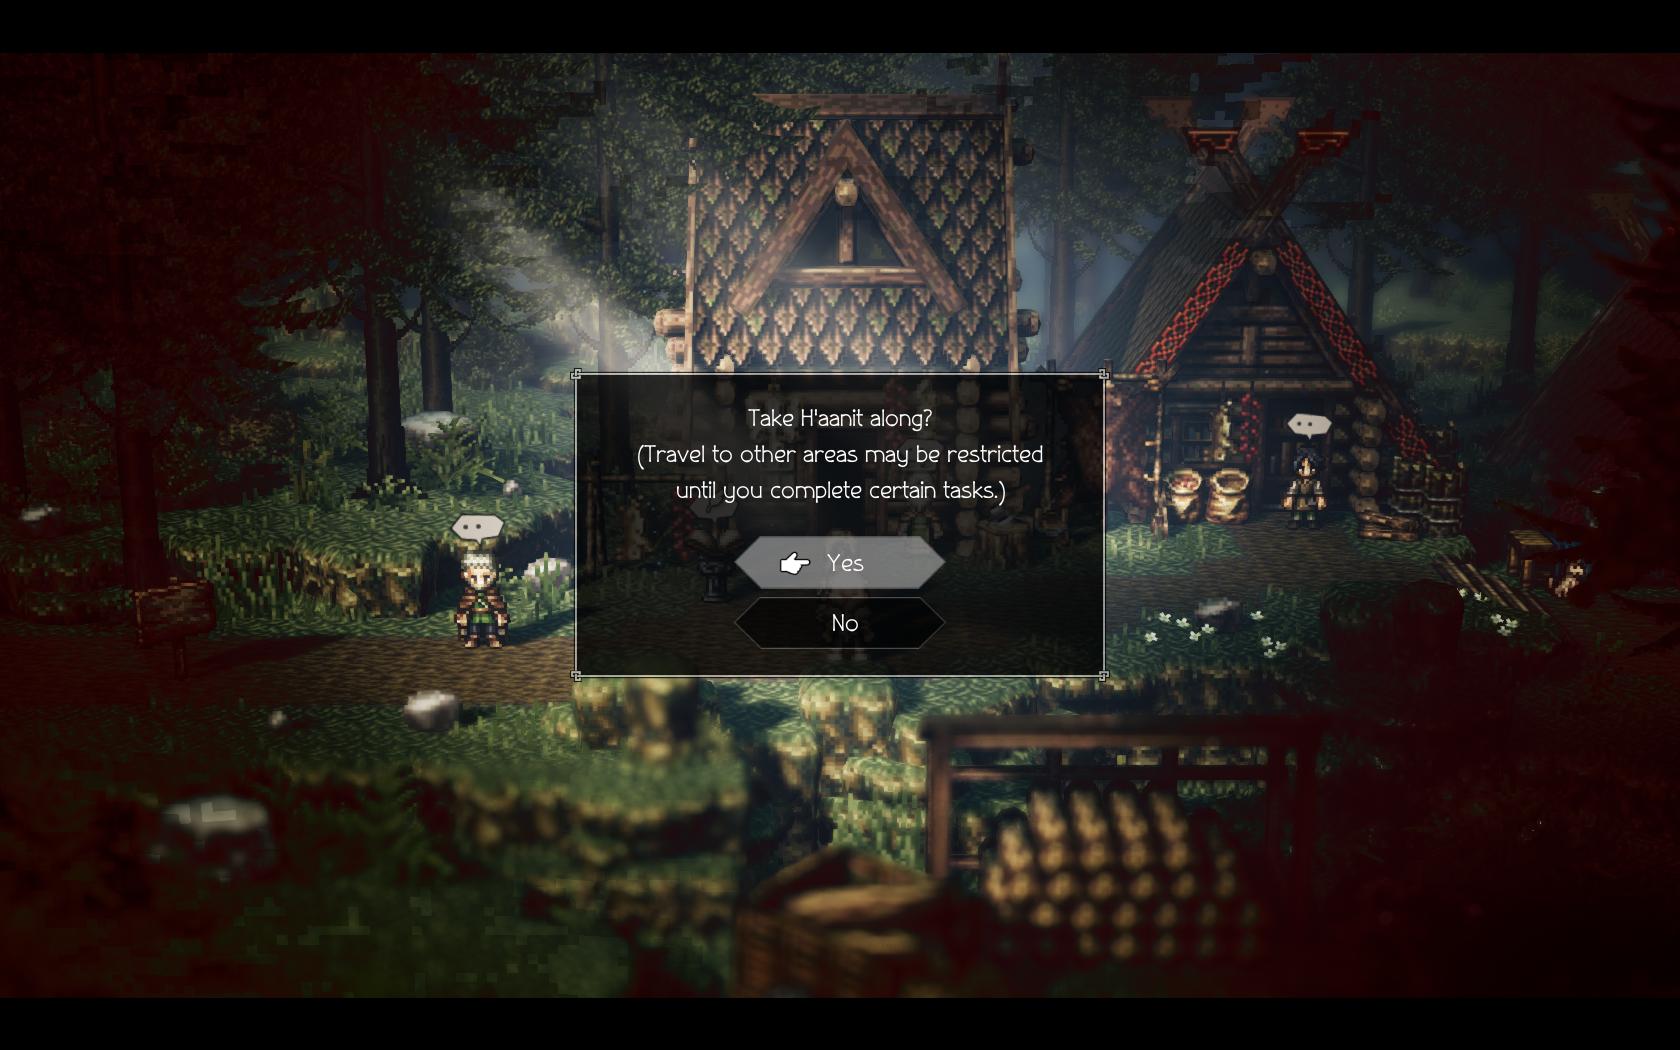 Take H'aanit along?
(Travel to other areas may be restricted
until you complete certain tasks.)
Yes
No